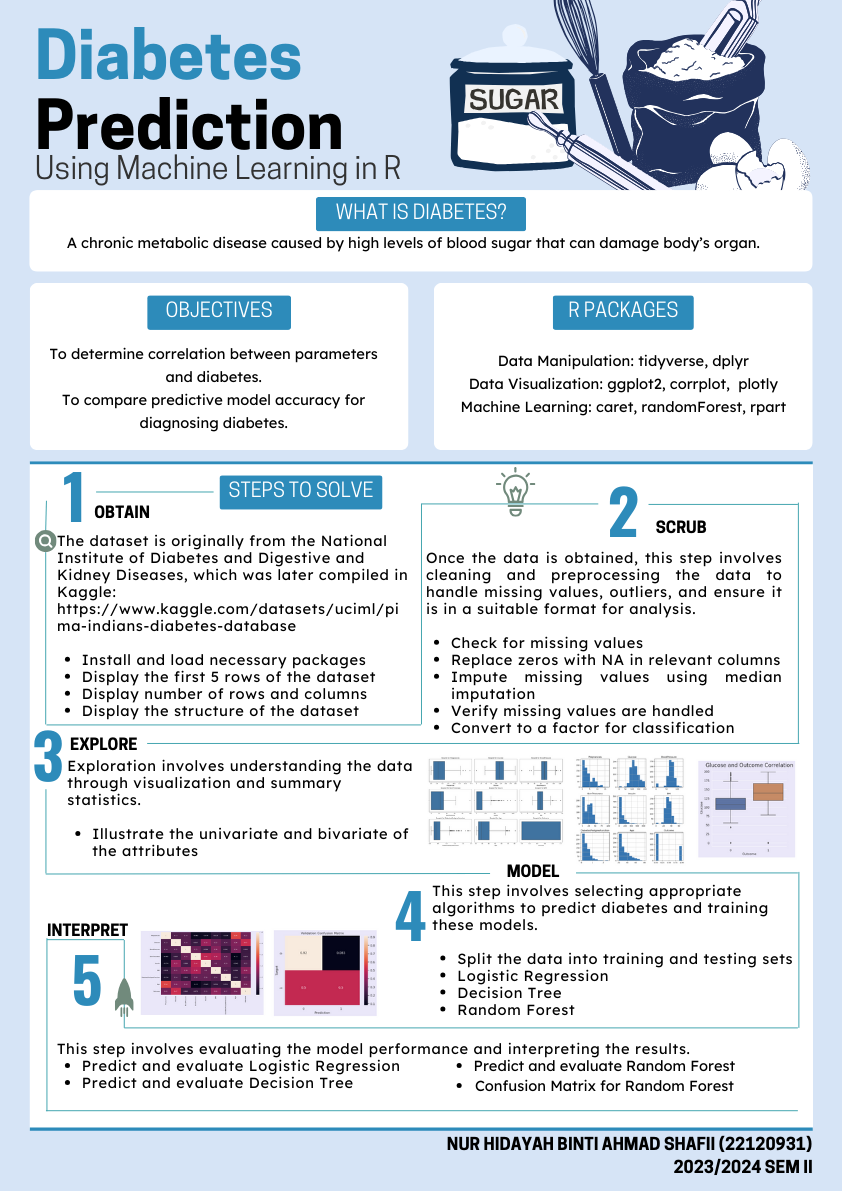 Diabetes
Prediction
Using Machine Learning in R
SUGAR
WHAT IS DIABETES?
A chronic metabolic disease caused by high levels of blood sugar that can damage body's organ.
OBJECTIVES
To determine correlation between parameters
and diabetes.
To compare predictive model accuracy for
diagnosing diabetes.
R PACKAGES
Data Manipulation: tidyverse, dplyr
Data Visualization: ggplot2, corrplot, plotly
Machine Learning: caret, randomForest, rpart
STEPS TO SOLVE
1
OBTAIN
The dataset is originally from the National
Institute of Diabetes and Digestive and
Kidney Diseases, which was later compiled in
Kaggle:
https://www.kaggle.com/datasets/uciml/pi
ma-indians-diabetes-database
• Install and load necessary packages
• Display the first 5 rows of the dataset
• Display number of rows and columns
• Display the structure of the dataset
2
SCRUB
Once the data is obtained, this step involves
cleaning and preprocessing the data to
handle missing values, outliers, and ensure it
is in a suitable format for analysis.
• Check for missing values
• Replace zeros with NA in relevant columns
• Impute missing values using median
imputation
• Verify missing values are handled
• Convert to a factor for classification
3
EXPLORE
Exploration involves understanding the data
through visualization and summary
statistics.
• Illustrate the univariate and bivariate of
the attributes
Glucose and Outcome Correlation
4
MODEL
This step involves selecting appropriate
algorithms to predict diabetes and training
these models.
• Split the data into training and testing sets
• Logistic Regression
• Decision Tree
• Random Forest
INTERPRET
5
Prediction
This step involves evaluating the model performance and interpreting the results.
• Predict and evaluate Logistic Regression
• Predict and evaluate Decision Tree
• Predict and evaluate Random Forest
• Confusion Matrix for Random Forest
NUR HIDAYAH BINTI AHMAD SHAFII (22120931)
2023/2024 SEM II